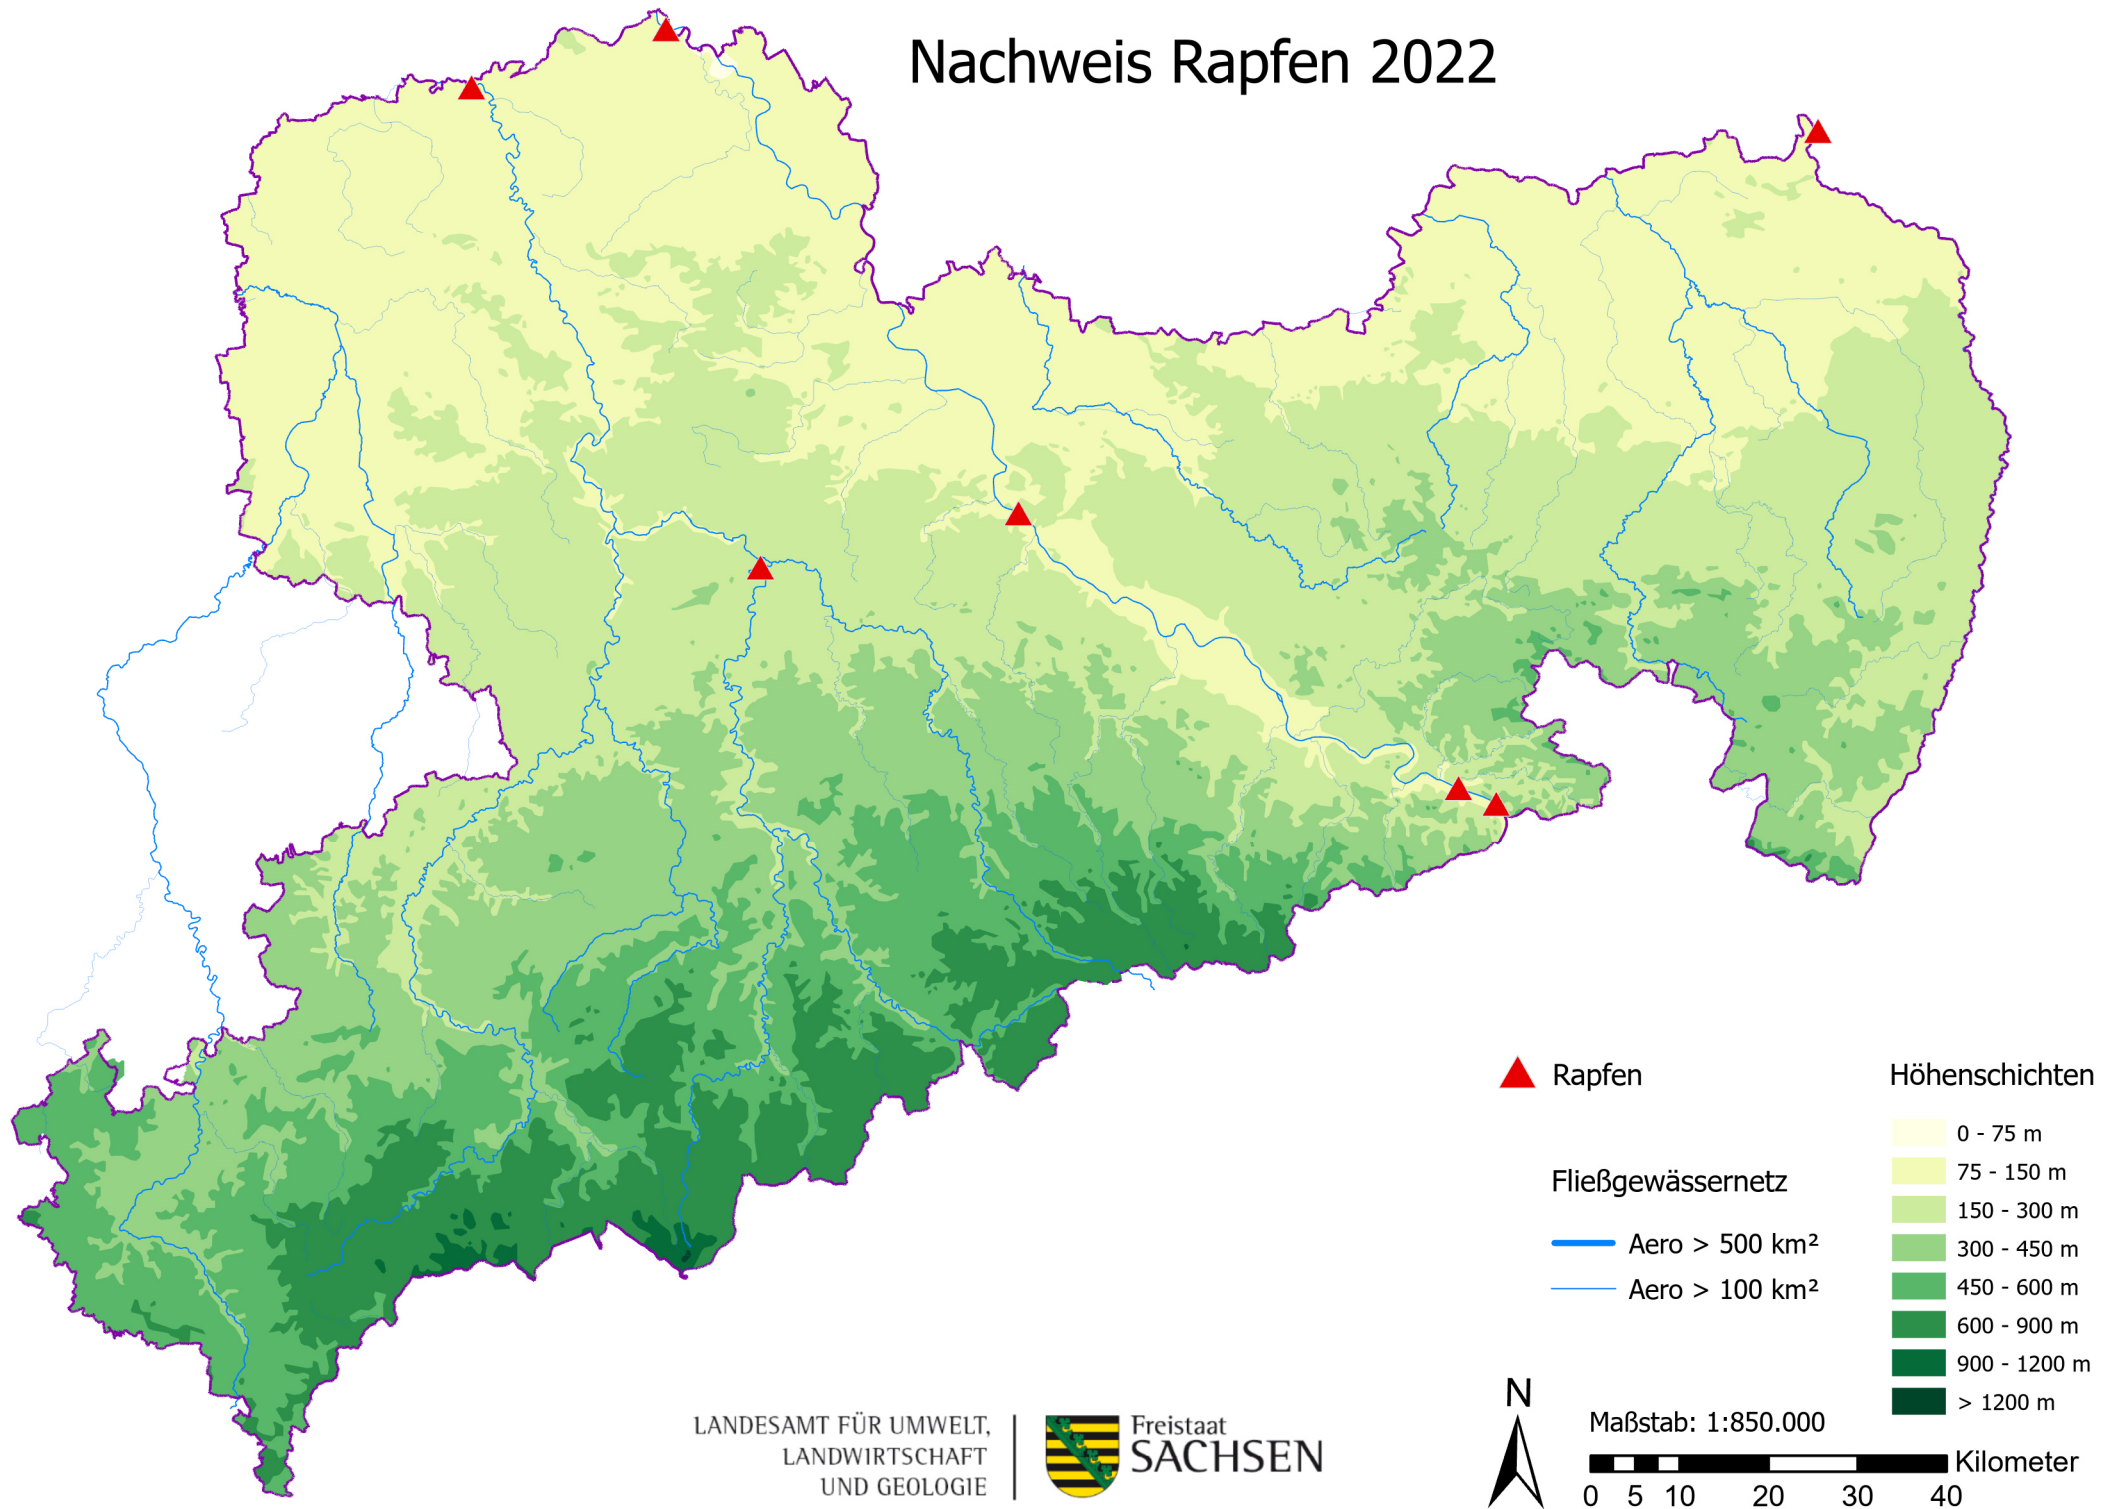 Nachweis Rapfen 2022
Rapfen
Fließgewässernetz
Aero > 500 km²
Aero > 100 km²
Höhenschichten
0 - 75 m
75 - 150 m
150 - 300 m
300 - 450 m
450 - 600 m
600 - 900 m
900 - 1200 m
> 1200 m
LANDESAMT FÜR UMWELT,
LANDWIRTSCHAFT
UND GEOLOGIE
Freistaat
SACHSEN
N
Maßstab: 1:850.000
Kilometer
0 5 10 20 30 40